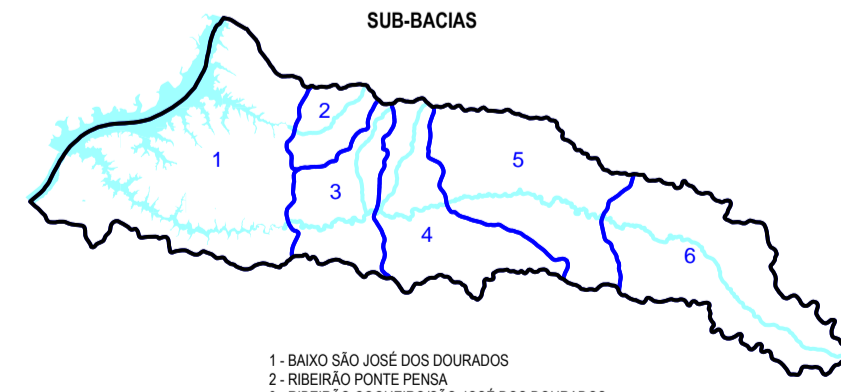 SUB-BACIAS
2
5
1
3
4
6
1 - BAIXO SÃO JOSÉ DOS DOURADOS
2 - RIBEIRÃO PONTE PENSA